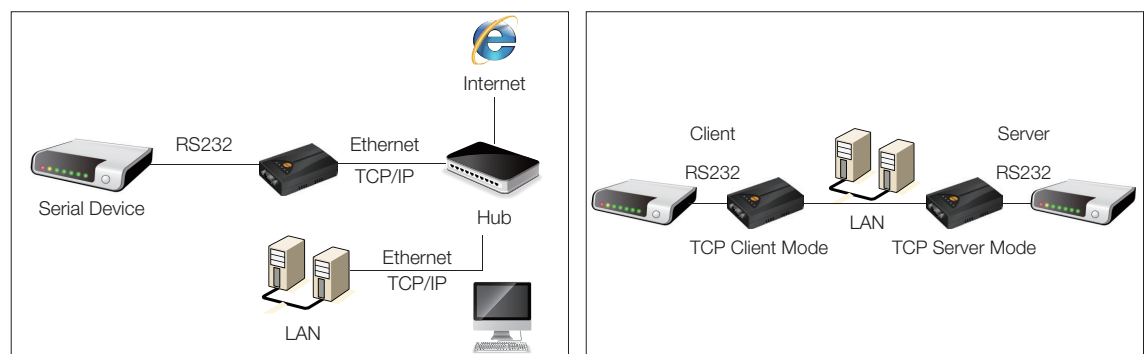 Internet
RS232
Ethernet
TCP/IP
Serial Device
Hub
Ethernet
TCP/IP
LAN
Client
Server
RS232
RS232
LAN
TCP Client Mode
TCP Server Mode